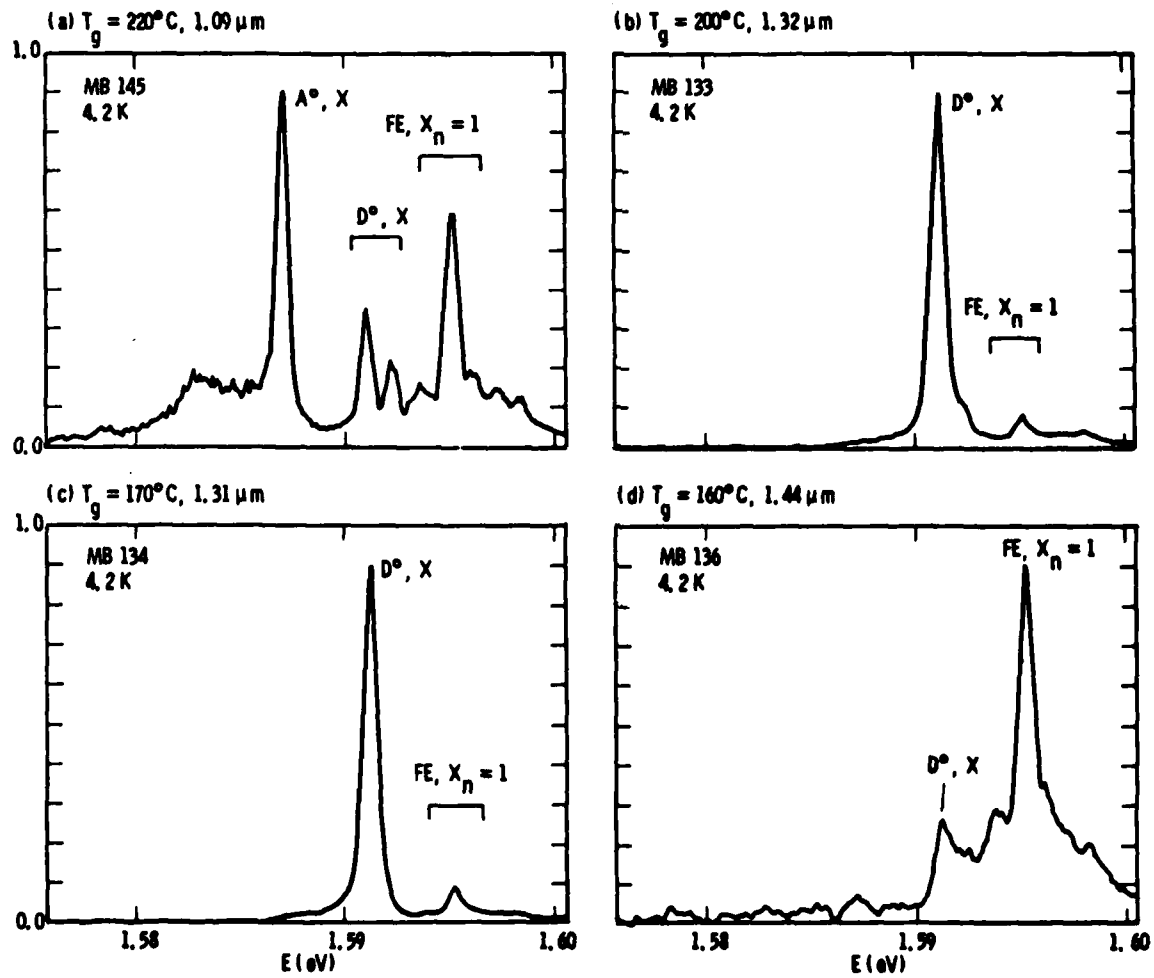 (a) T_g = 220°C, 1.09 μm
1.0
MB 145
4.2 K
A°, X
FE, X_n = 1
D°, X
0.0
(b) T_g = 200°C, 1.32 μm
MB 133
4.2 K
D°, X
FE, X_n = 1
(c) T_g = 170°C, 1.31 μm
1.0
MB 134
4.2 K
D°, X
FE, X_n = 1
0.0
1.58
1.59
1.60
E (eV)
(d) T_g = 160°C, 1.44 μm
MB 136
4.2 K
FE, X_n = 1
D°, X
1.58
1.59
1.60
E (eV)